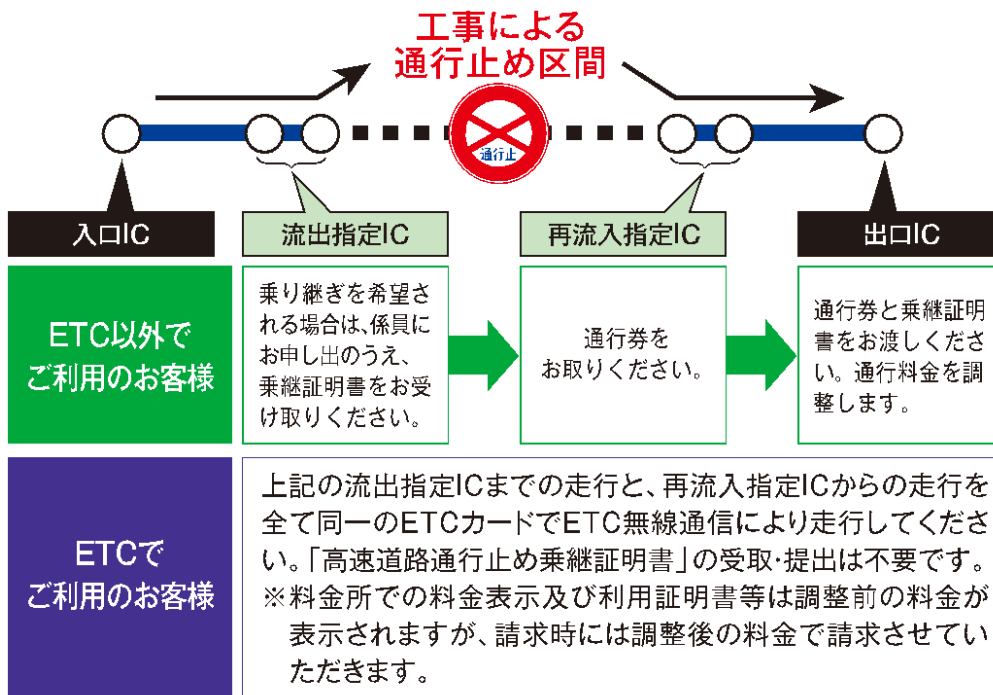 工事による
通行止め区間
通行止
入口IC
流出指定IC
再流入指定IC
出口IC
ETC以外で
ご利用のお客様
乗り継ぎを希望さ
れる場合は、係員に
お申し出のうえ、
乗継証明書をお受
け取りください。
通行券を
お取りください。
通行券と乗継証明
書をお渡しくださ
い。通行料金を調
整します。
ETCで
ご利用のお客様
上記の流出指定ICまでの走行と、再流入指定ICからの走行を
全て同一のETCカードでETC無線通信により走行してくださ
い。「高速道路通行止め乗継証明書」の受取・提出は不要です。
※料金所での料金表示及び利用証明書等は調整前の料金が
表示されますが、請求時には調整後の料金で請求させてい
ただきます。